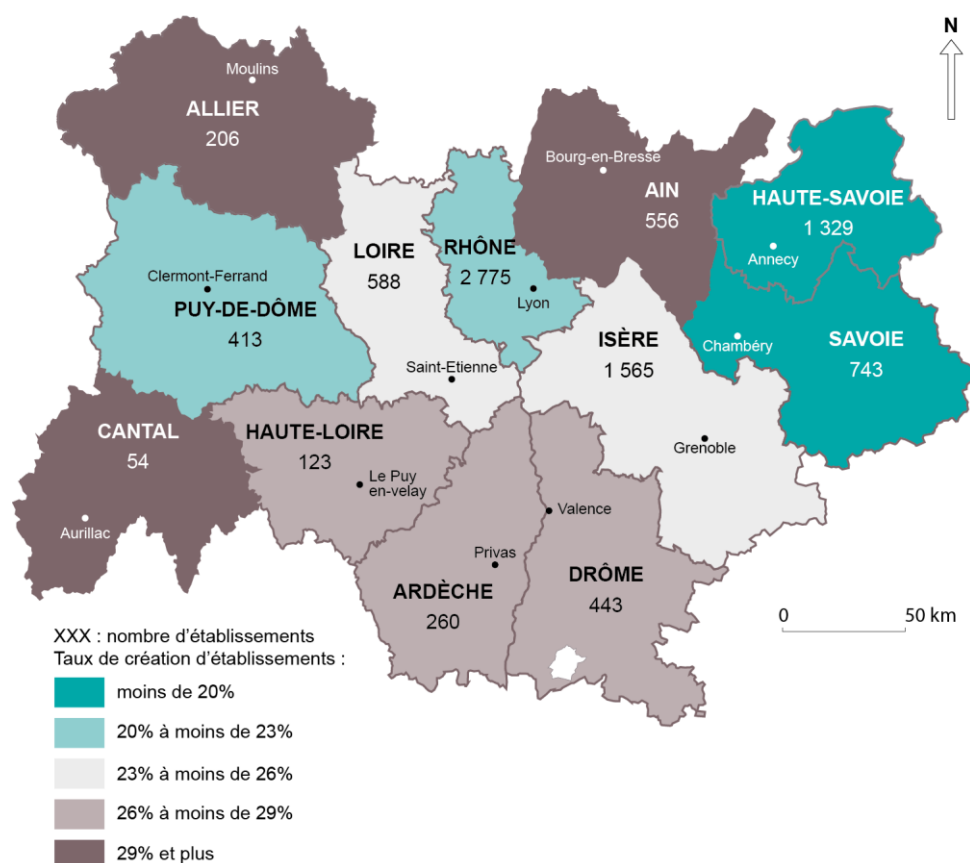 N
Moulins
ALLIER
206
Bourg-en-Bresse
AIN
556
HAUTE-SAVOIE
1 329
Annecy
LOIRE
588
RHÔNE
2 775
Lyon
Clermont-Ferrand
PUY-DE-DÔME
413
ISÈRE
1 565
Chambéry
SAVOIE
743
Saint-Etienne
CANTAL
54
HAUTE-LOIRE
123
Grenoble
Le Puy
en-velay
Aurillac
Valence
Privas
ARDÈCHE
260
DRÔME
443
0 50 km
XXX : nombre d'établissements
Taux de création d'établissements :
moins de 20%
20% à moins de 23%
23% à moins de 26%
26% à moins de 29%
29% et plus